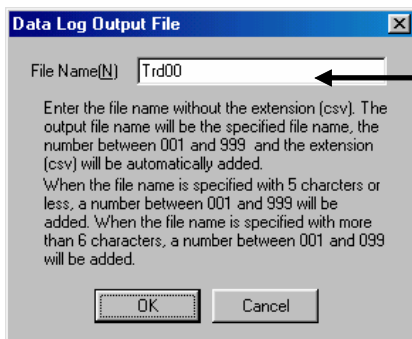 Data Log Output File
File Name(N) Trd00
Enter the file name without the extension (csv). The
output file name will be the specified file name, the
number between 001 and 999 and the extension
(csv) will be automatically added.
When the file name is specified with 5 charcters or
less, a number between 001 and 999 will be
added. When the file name is specified with more
than 6 characters, a number between 001 and 099
will be added.
OK Cancel